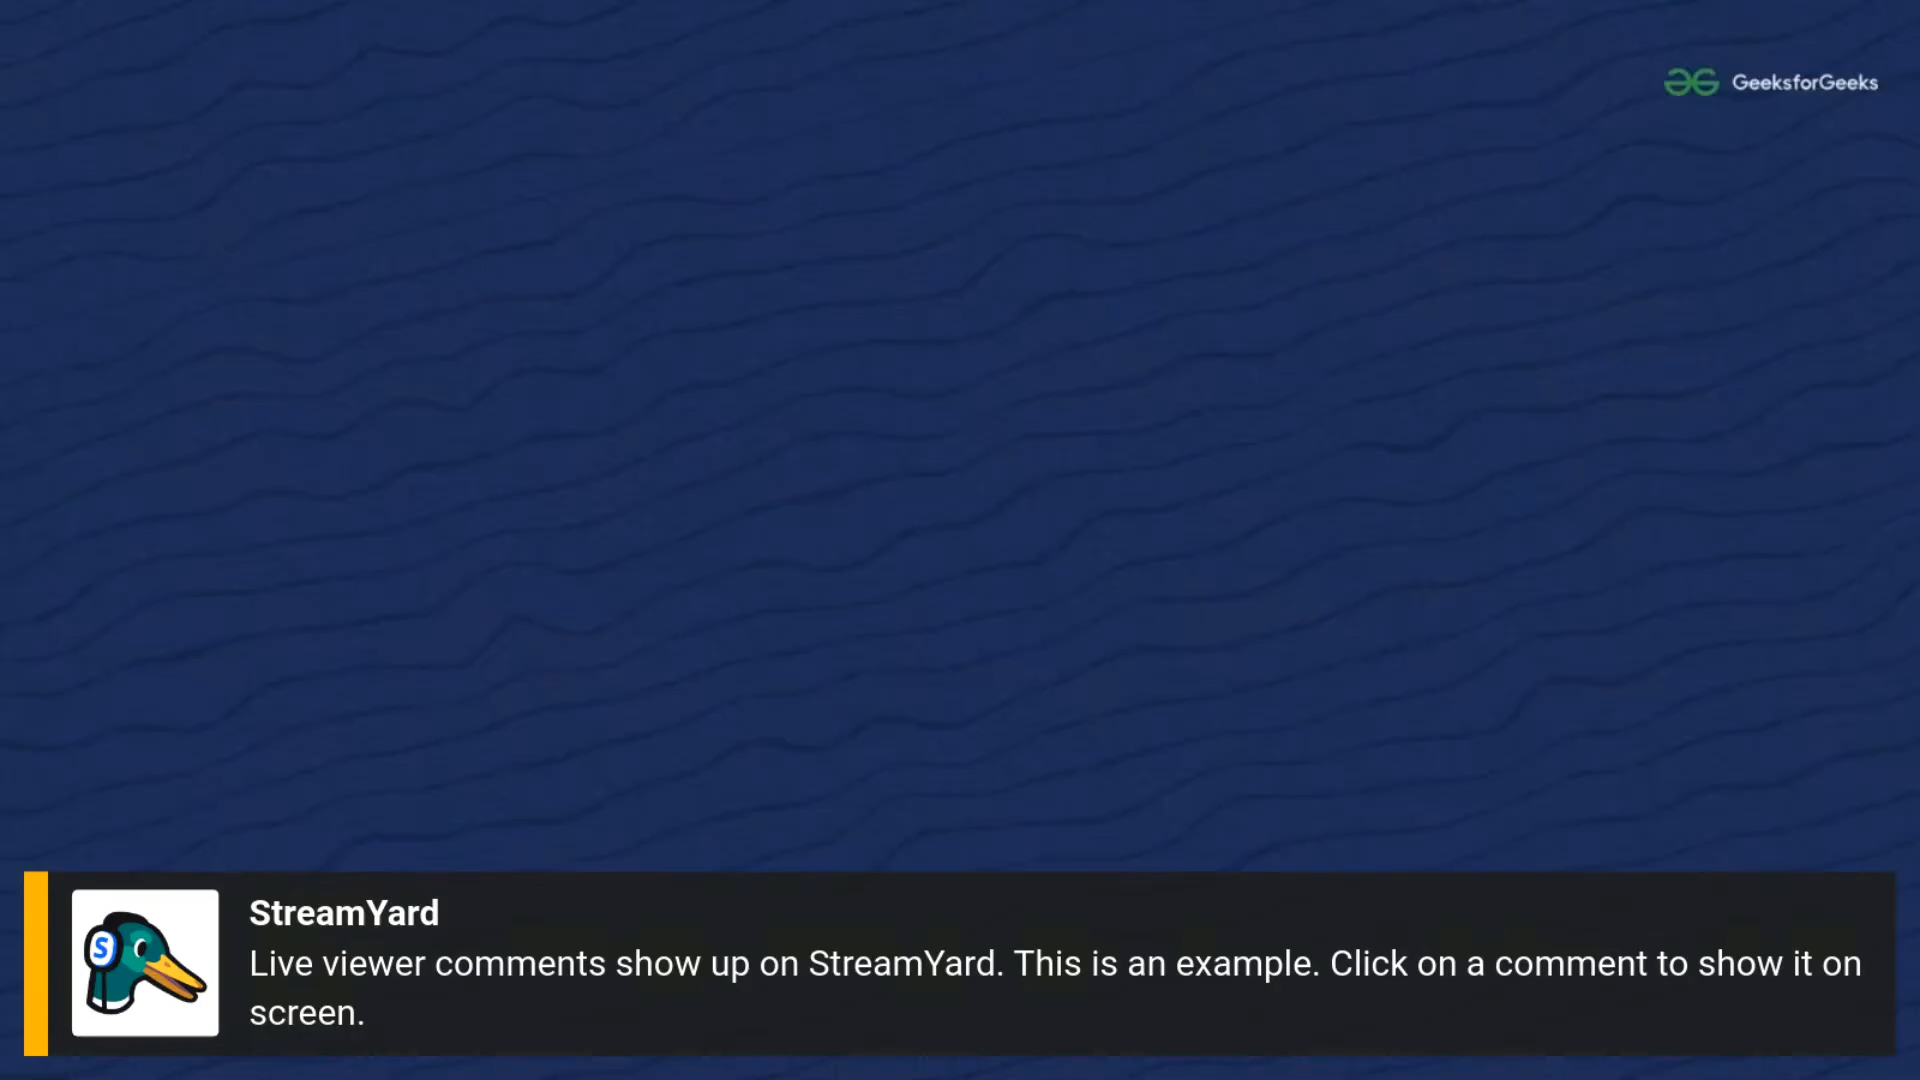 GeeksforGeeks
StreamYard
Live viewer comments show up on StreamYard. This is an example. Click on a comment to show it on
screen.